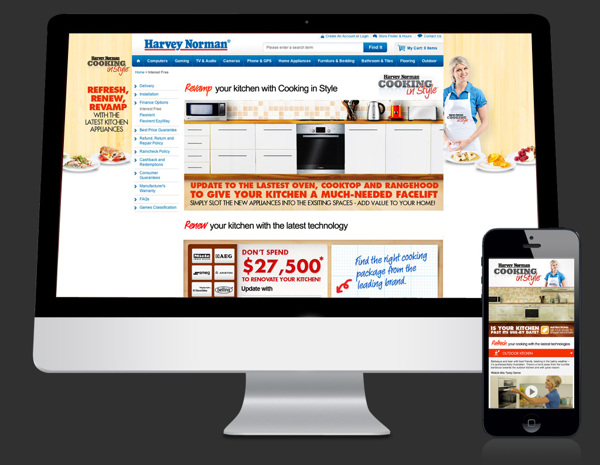 Create An Account or Login
Store Finder & Hours
Contact Us
Harvey Norman®
Please enter a search term
Find It
My Cart: 0 items
Computers Gaming TV & Audio Cameras Phone & GPS Home Appliances Furniture & Bedding Bathroom & Tiles Flooring Outdoor
Home > Interest Free
Harvey Norman
COOKING
in Style
REFRESH,
RENEW,
REVAMP
WITH THE
LATEST KITCHEN
APPLIANCES
Delivery
Installation
Finance Options
Interest Free
Flexirent
Flexirent EzyWay
Best Price Guarantee
Refund, Return and
Repair Policy
Raincheck Policy
Cashback and
Redemptions
Consumer
Guarantees
Manufacturer's
Warranty
FAQs
Games Classification
Revamp your kitchen with Cooking in Style
Harvey Norman
COOKING
in Style
UPDATE TO THE LASTEST OVEN, COOKTOP AND RANGEHOOD
TO GIVE YOUR KITCHEN A MUCH-NEEDED FACELIFT
SIMPLY SLOT THE NEW APPLIANCES INTO THE EXSITING SPACES - ADD VALUE TO YOUR HOME!
Renew your kitchen with the latest technology
Miele
AEG
smeg
Belling
DON'T SPEND
$27,500*
TO RENOVATE YOUR KITCHEN!
Update with
Find the right cooking
package from the
leading brand.
Harvey Norman
COOKING
in Style
IS YOUR KITCHEN
PAST ITS USE-BY DATE?
Refresh your cooking with the lastest technologies
OUTDOOR KITCHEN